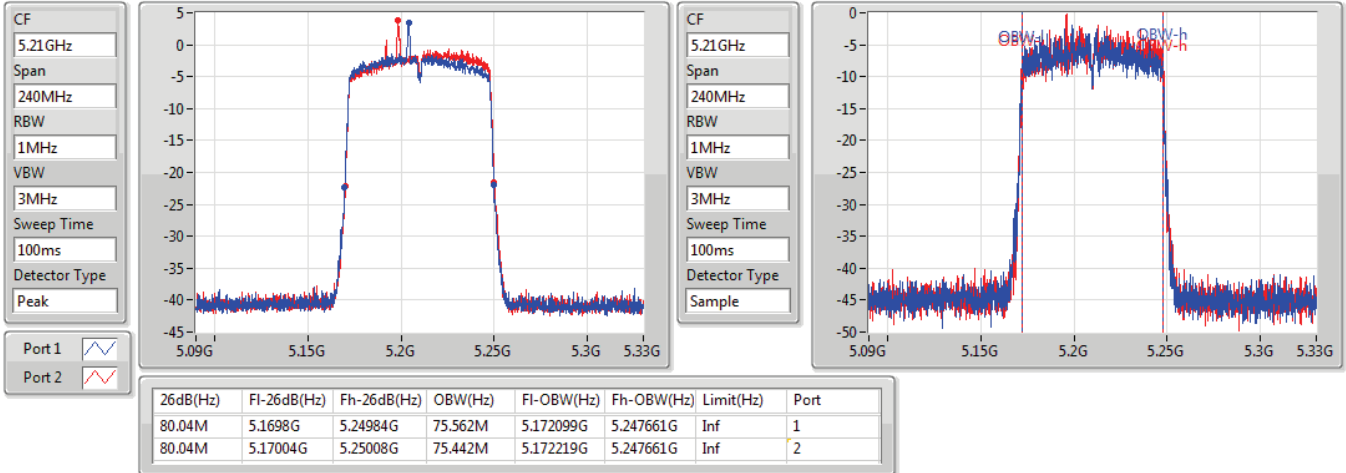 CF
5.21GHz
Span
240MHz
RBW
1MHz
VBW
3MHz
Sweep Time
100ms
Detector Type
Peak
5
0
-5
-10
-15
-20
-25
-30
-35
-40
-45
5.09G 5.15G 5.2G 5.25G 5.3G 5.33G
CF
5.21GHz
Span
240MHz
RBW
1MHz
VBW
3MHz
Sweep Time
100ms
Detector Type
Sample
0
-5
-10
-15
-20
-25
-30
-35
-40
-45
-50
OBW-h
5.09G 5.15G 5.2G 5.25G 5.3G 5.33G
Port 1
Port 2
26dB(Hz) Fl-26dB(Hz) Fh-26dB(Hz) OBW(Hz) Fl-OBW(Hz) Fh-OBW(Hz) Limit(Hz) Port
80.04M 5.1698G 5.24984G 75.562M 5.172099G 5.247661G Inf 1
80.04M 5.17004G 5.25008G 75.442M 5.172219G 5.247661G Inf 2